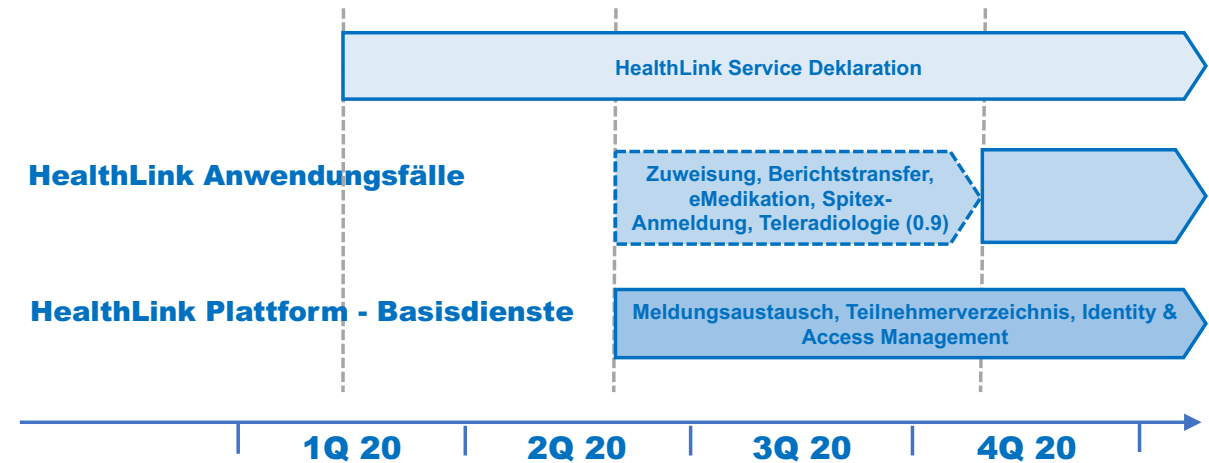 HealthLink Service Deklaration
HealthLink Anwendungsfälle
Zuweisung, Berichtstransfer,
eMedikation, Spitex-
Anmeldung, Teleradiologie (0.9)
HealthLink Plattform - Basisdienste
Meldungsaustausch, Teilnehmerverzeichnis, Identity &
Access Management
1Q 20
2Q 20
3Q 20
4Q 20